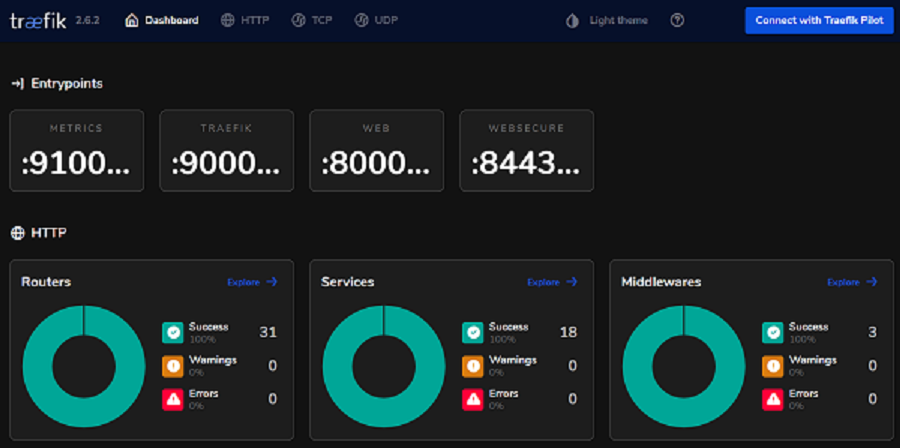 træfik 2.6.2 Dashboard HTTP TCP UDP Light theme Connect with Traefik Pilot
Entrypoints
METRICS TRAEFIK WEB WEBSECURE
:9100... :9000... :8000... :8443...
HTTP
Routers Explore Services Explore Middlewares Explore
Success 31 Success 18 Success 3
100% 100% 100%
Warnings 0 Warnings 0 Warnings 0
0% 0% 0%
Errors 0 Errors 0 Errors 0
0% 0% 0%